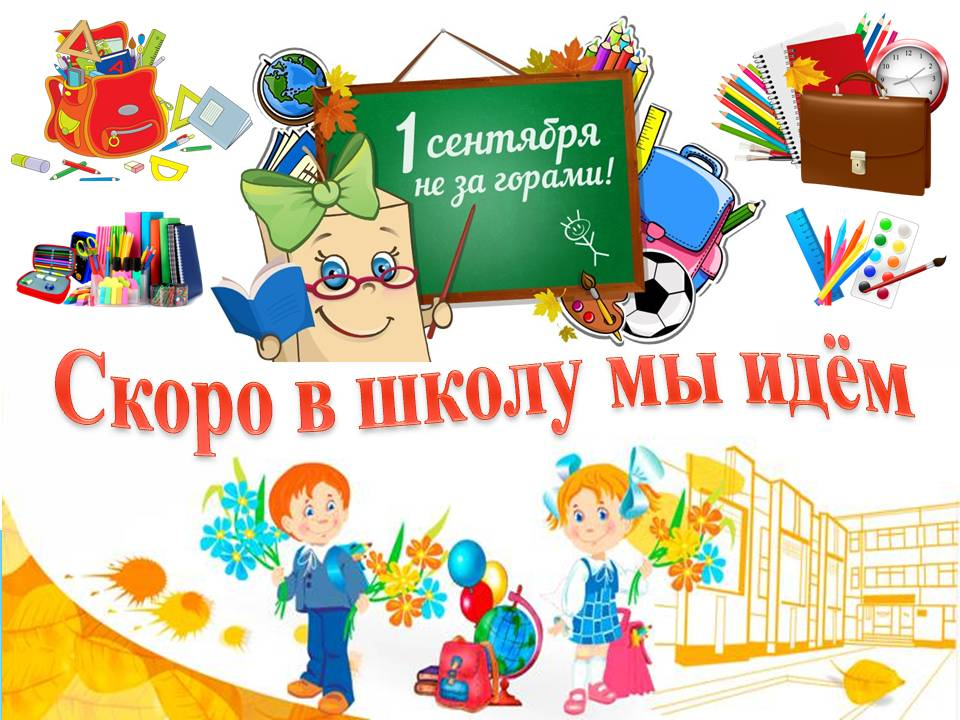 1 сентября
не за горами!
Скоро в школу мы идём